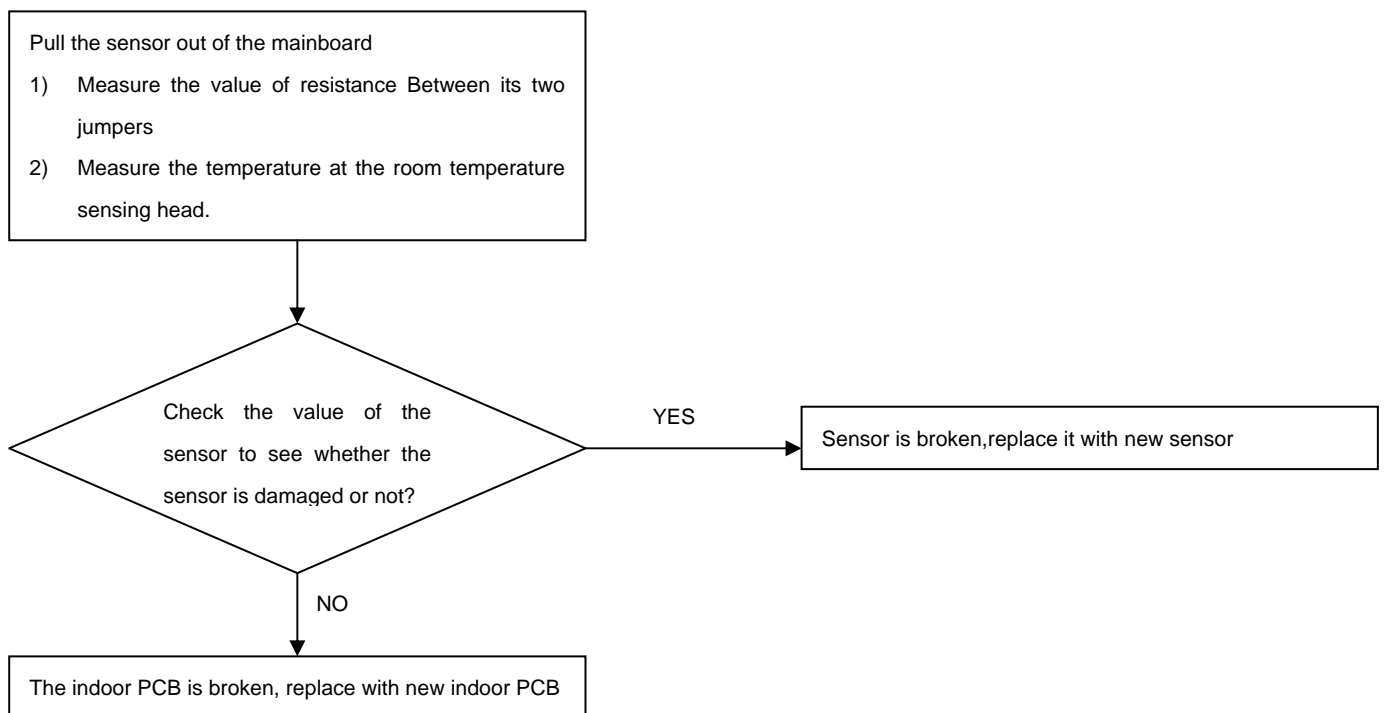 Pull the sensor out of the mainboard
1) Measure the value of resistance Between its two
jumpers
2) Measure the temperature at the room temperature
sensing head.
Check the value of the
sensor to see whether the
sensor is damaged or not?
YES
Sensor is broken,replace it with new sensor
NO
The indoor PCB is broken, replace with new indoor PCB